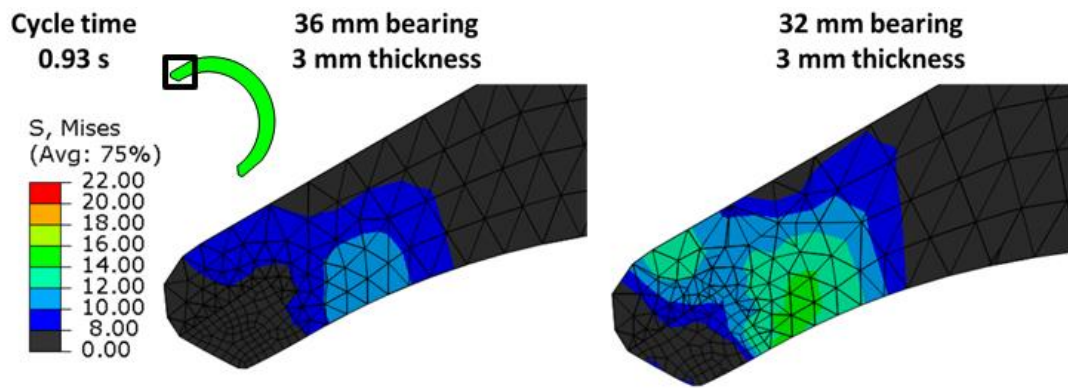 Cycle time
0.93 s
36 mm bearing
3 mm thickness
32 mm bearing
3 mm thickness
S, Mises
(Avg: 75%)
22.00
20.00
18.00
16.00
14.00
12.00
10.00
8.00
0.00